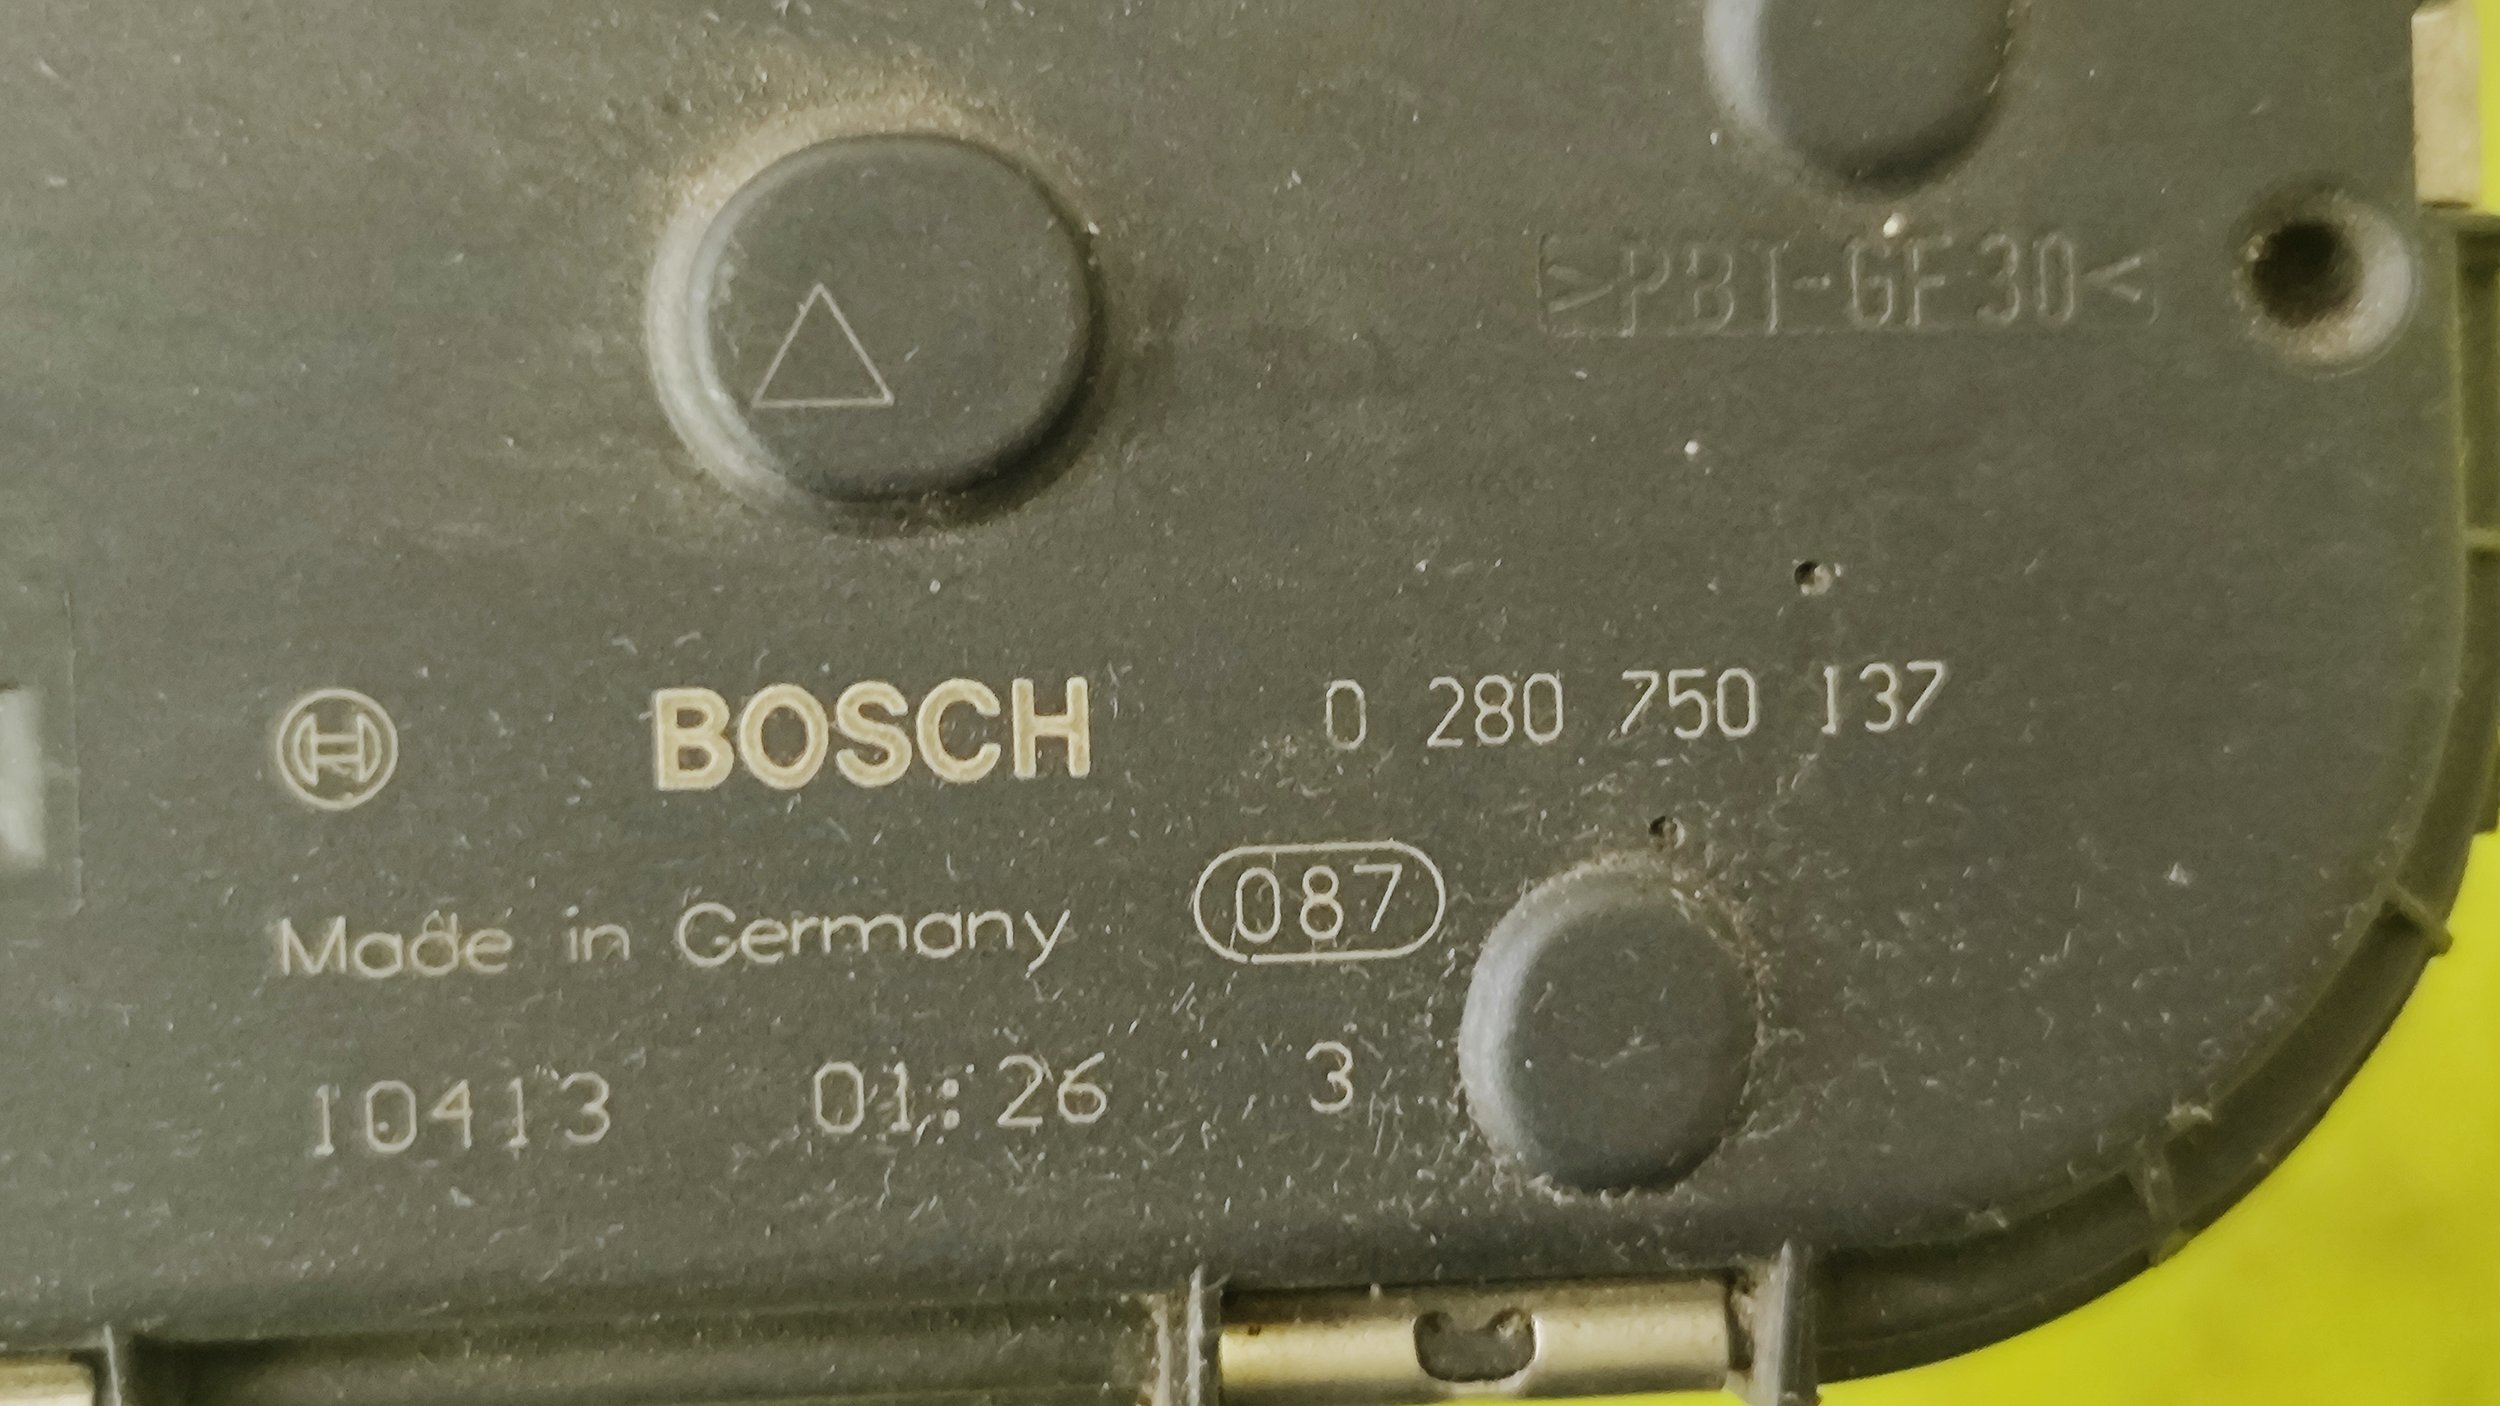 >PBT-GF30<
BOSCH 0 280 750 137
Made in Germany 087
10413 01:26 3